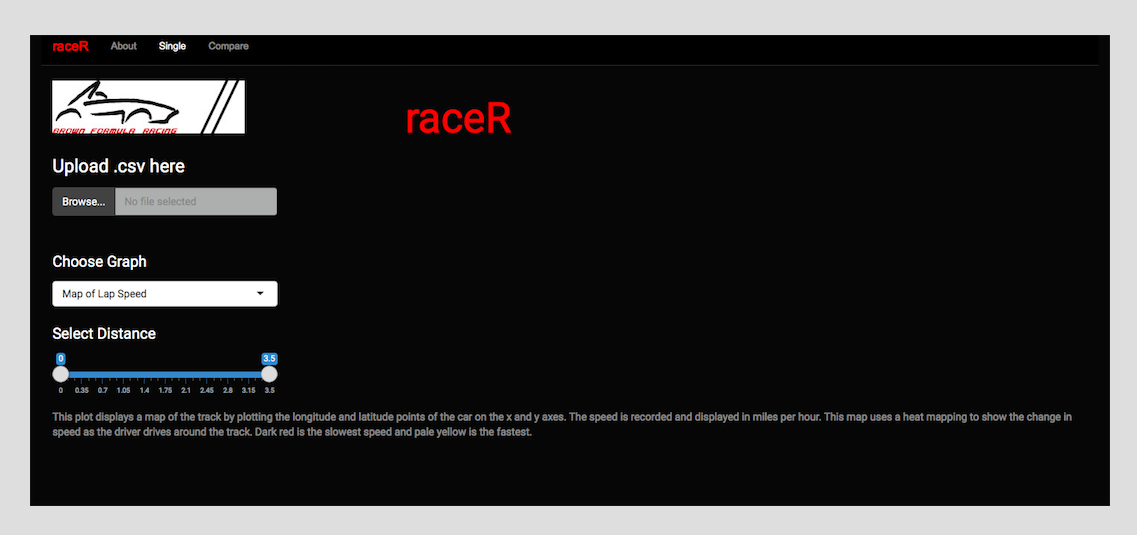 raceR About Single Compare
BROWN FORMULA RACING
raceR
Upload .csv here
Browse... No file selected
Choose Graph
Map of Lap Speed
Select Distance
0 3.5
0 0.35 0.7 1.05 1.4 1.75 2.1 2.45 2.8 3.15 3.5
This plot displays a map of the track by plotting the longitude and latitude points of the car on the x and y axes. The speed is recorded and displayed in miles per hour. This map uses a heat mapping to show the change in
speed as the driver drives around the track. Dark red is the slowest speed and pale yellow is the fastest.